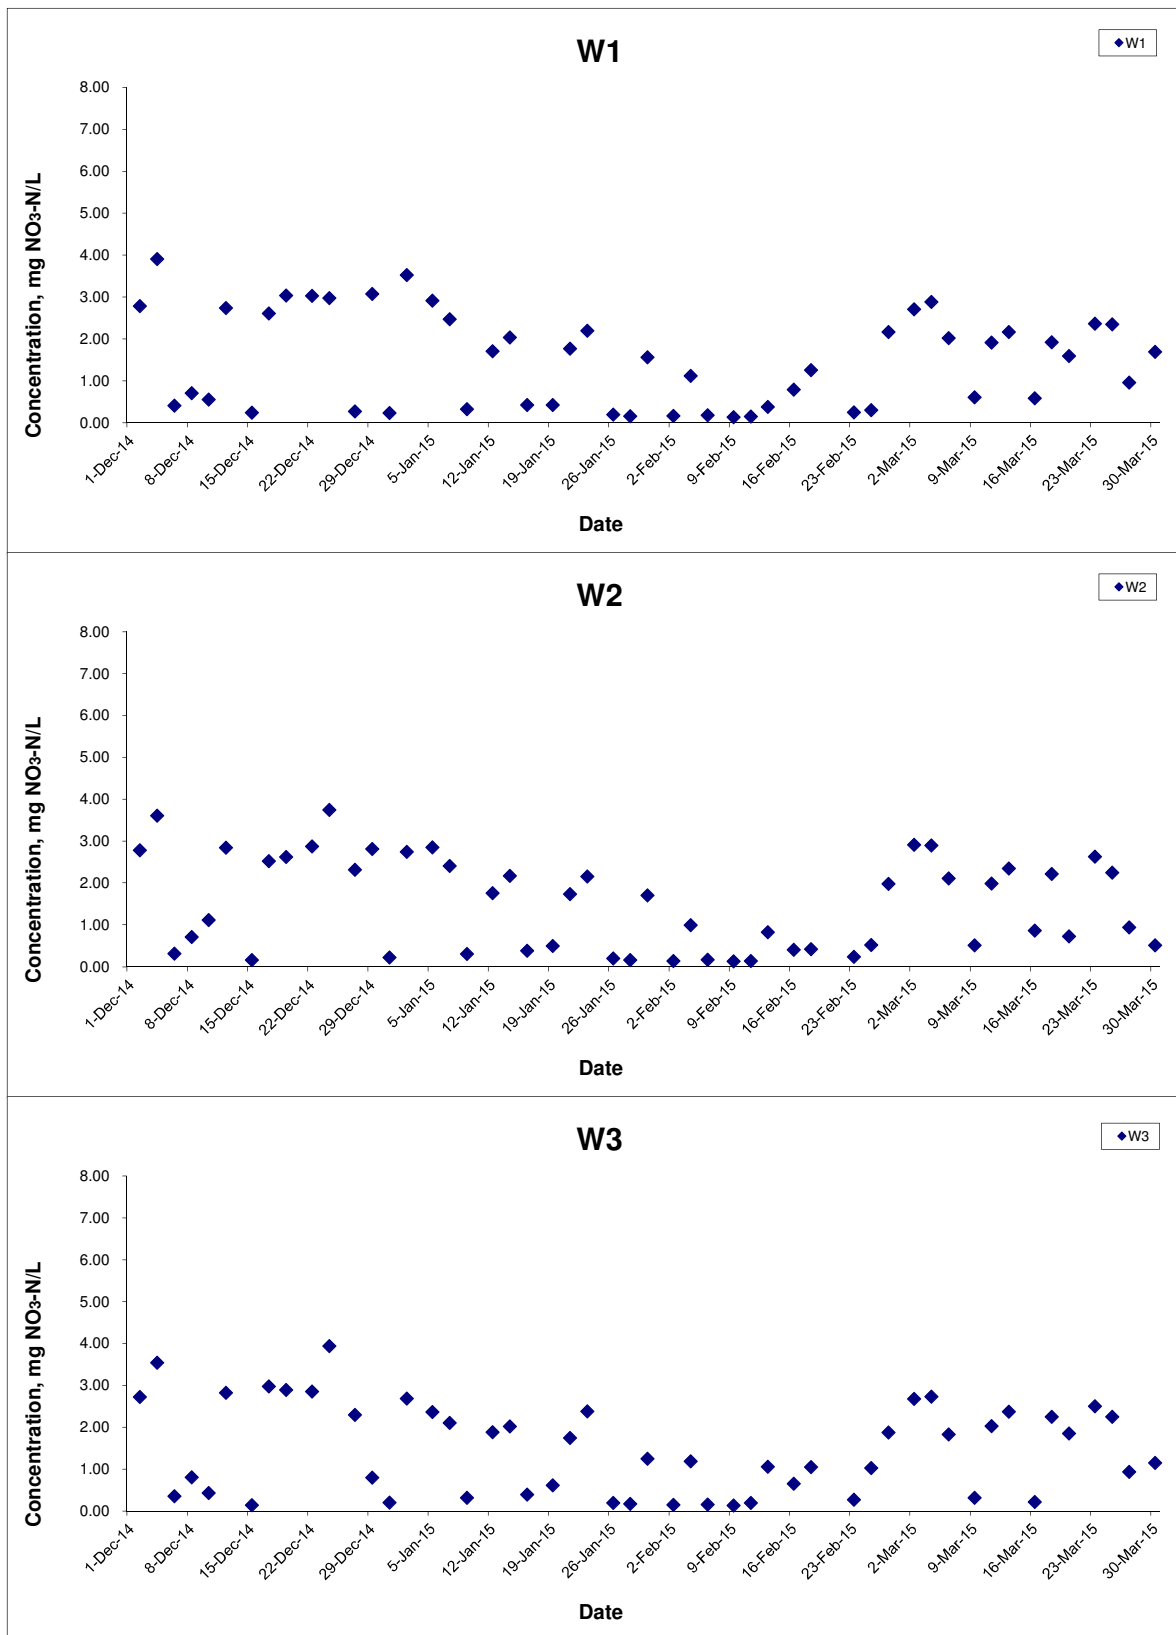 W1
W1
8.00
7.00
6.00
5.00
4.00
3.00
2.00
1.00
0.00
Concentration, mg NO3-N/L
1-Dec-14
8-Dec-14
15-Dec-14
22-Dec-14
29-Dec-14
5-Jan-15
12-Jan-15
19-Jan-15
26-Jan-15
2-Feb-15
9-Feb-15
16-Feb-15
23-Feb-15
2-Mar-15
9-Mar-15
16-Mar-15
23-Mar-15
30-Mar-15
Date
W2
W2
8.00
7.00
6.00
5.00
4.00
3.00
2.00
1.00
0.00
Concentration, mg NO3-N/L
1-Dec-14
8-Dec-14
15-Dec-14
22-Dec-14
29-Dec-14
5-Jan-15
12-Jan-15
19-Jan-15
26-Jan-15
2-Feb-15
9-Feb-15
16-Feb-15
23-Feb-15
2-Mar-15
9-Mar-15
16-Mar-15
23-Mar-15
30-Mar-15
Date
W3
W3
8.00
7.00
6.00
5.00
4.00
3.00
2.00
1.00
0.00
Concentration, mg NO3-N/L
1-Dec-14
8-Dec-14
15-Dec-14
22-Dec-14
29-Dec-14
5-Jan-15
12-Jan-15
19-Jan-15
26-Jan-15
2-Feb-15
9-Feb-15
16-Feb-15
23-Feb-15
2-Mar-15
9-Mar-15
16-Mar-15
23-Mar-15
30-Mar-15
Date